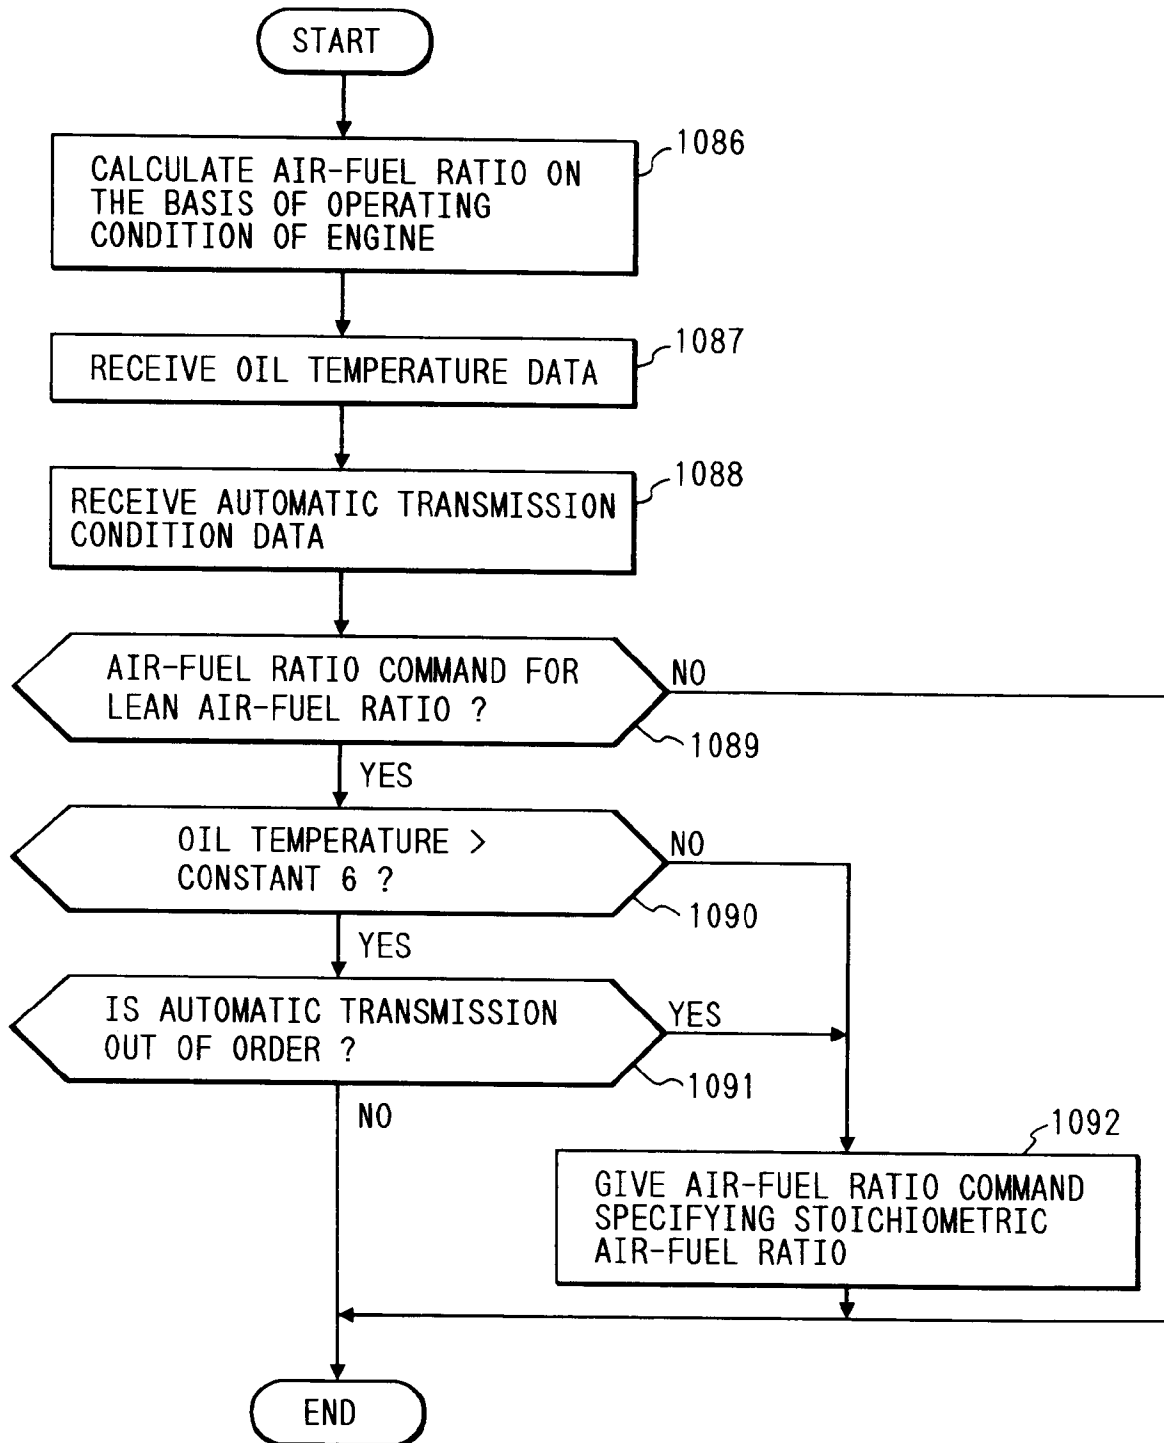 START
1086
CALCULATE AIR-FUEL RATIO ON
THE BASIS OF OPERATING
CONDITION OF ENGINE
1087
RECEIVE OIL TEMPERATURE DATA
1088
RECEIVE AUTOMATIC TRANSMISSION
CONDITION DATA
AIR-FUEL RATIO COMMAND FOR
LEAN AIR-FUEL RATIO ?
NO
1089
YES
OIL TEMPERATURE >
CONSTANT 6 ?
NO
1090
YES
IS AUTOMATIC TRANSMISSION
OUT OF ORDER ?
YES
1091
NO
1092
GIVE AIR-FUEL RATIO COMMAND
SPECIFYING STOICHIOMETRIC
AIR-FUEL RATIO
END